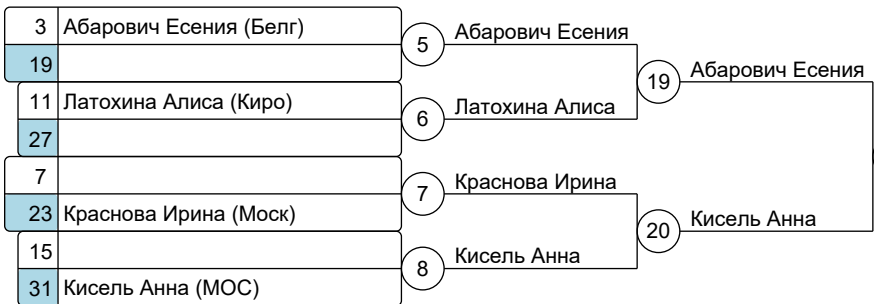 3 Абарович Есения (Белг)
19
5 Абарович Есения
11 Латохина Алиса (Киро)
27
6 Латохина Алиса
19 Абарович Есения
7
23 Краснова Ирина (Моск)
7 Краснова Ирина
15
31 Кисель Анна (МОС)
8 Кисель Анна
20 Кисель Анна